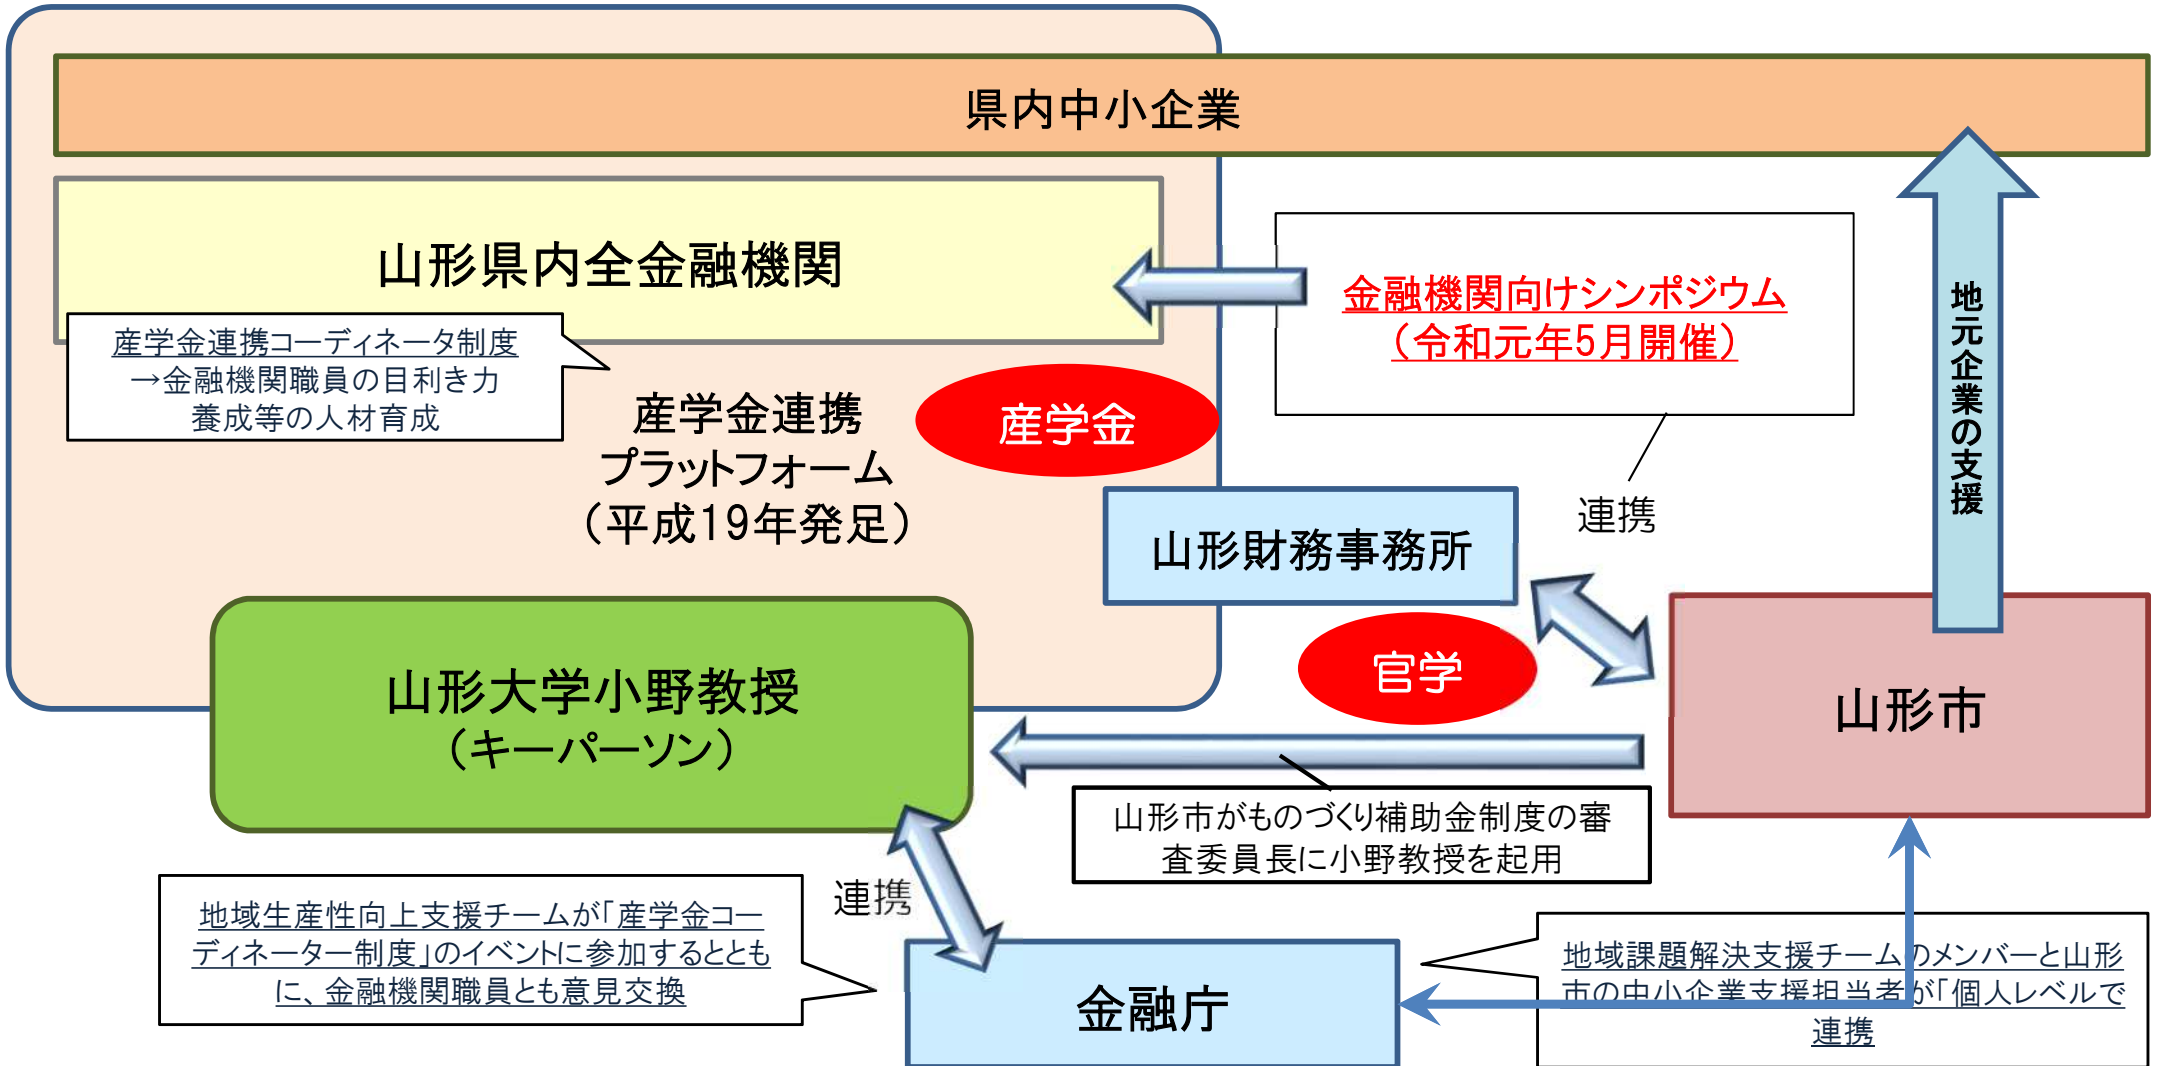 県内中小企業
山形県内全金融機関
産学金連携コーディネータ制度
→金融機関職員の目利き力
養成等の人材育成
産学金連携
プラットフォーム
（平成19年発足）
産学金
金融機関向けシンポジウム
（令和元年5月開催）
連携
地元企業の支援
山形財務事務所
官学
山形市
山形大学小野教授
（キーパーソン）
山形市がものづくり補助金制度の審
査委員長に小野教授を起用
連携
地域生産性向上支援チームが「産学金コー
ディネーター制度」のイベントに参加するととも
に、金融機関職員とも意見交換
金融庁
地域課題解決支援チームのメンバーと山形
市の中小企業支援担当者が「個人レベルで
連携